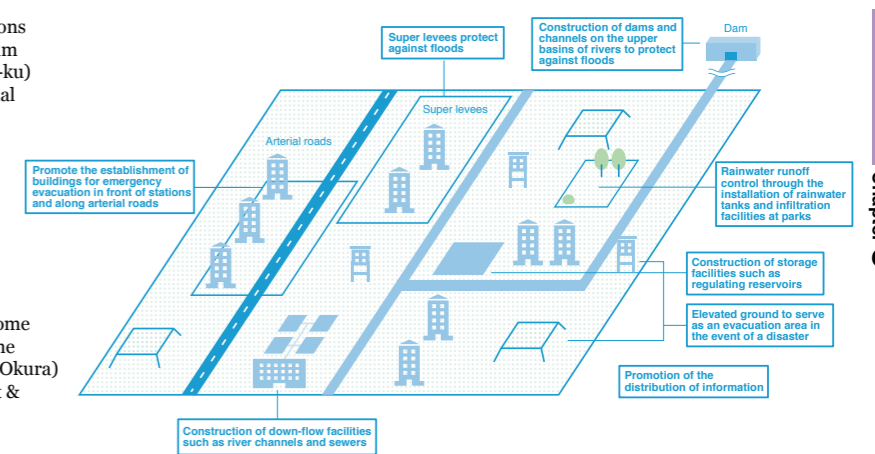 ons
um
-ku)
al
ome
ne
Okura)
&
Super levees protect
against floods
Construction of dams and
channels on the upper
basins of rivers to protect
against floods
Dam
Super levees
Arterial roads
Promote the establishment of
buildings for emergency
evacuation in front of stations
and along arterial roads
Rainwater runoff
control through the
installation of rainwater
tanks and infiltration
facilities at parks
Construction of storage
facilities such as
regulating reservoirs
Elevated ground to serve
as an evacuation area in
the event of a disaster
Promotion of the
distribution of information
Construction of down-flow facilities
such as river channels and sewers